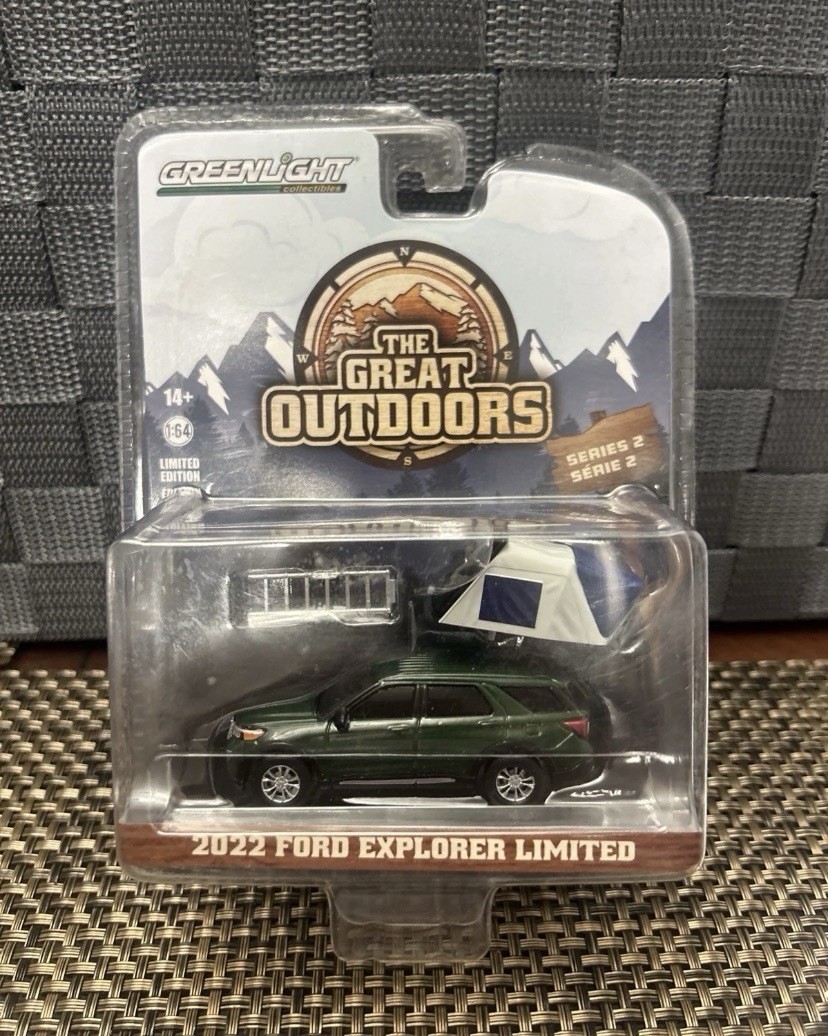 GREENLIGHT
collectibles
N
W
E
THE
GREAT
OUTDOORS
S
14+
1:64
LIMITED
EDITION
SERIES 2
SÉRIE 2
2022 FORD EXPLORER LIMITED